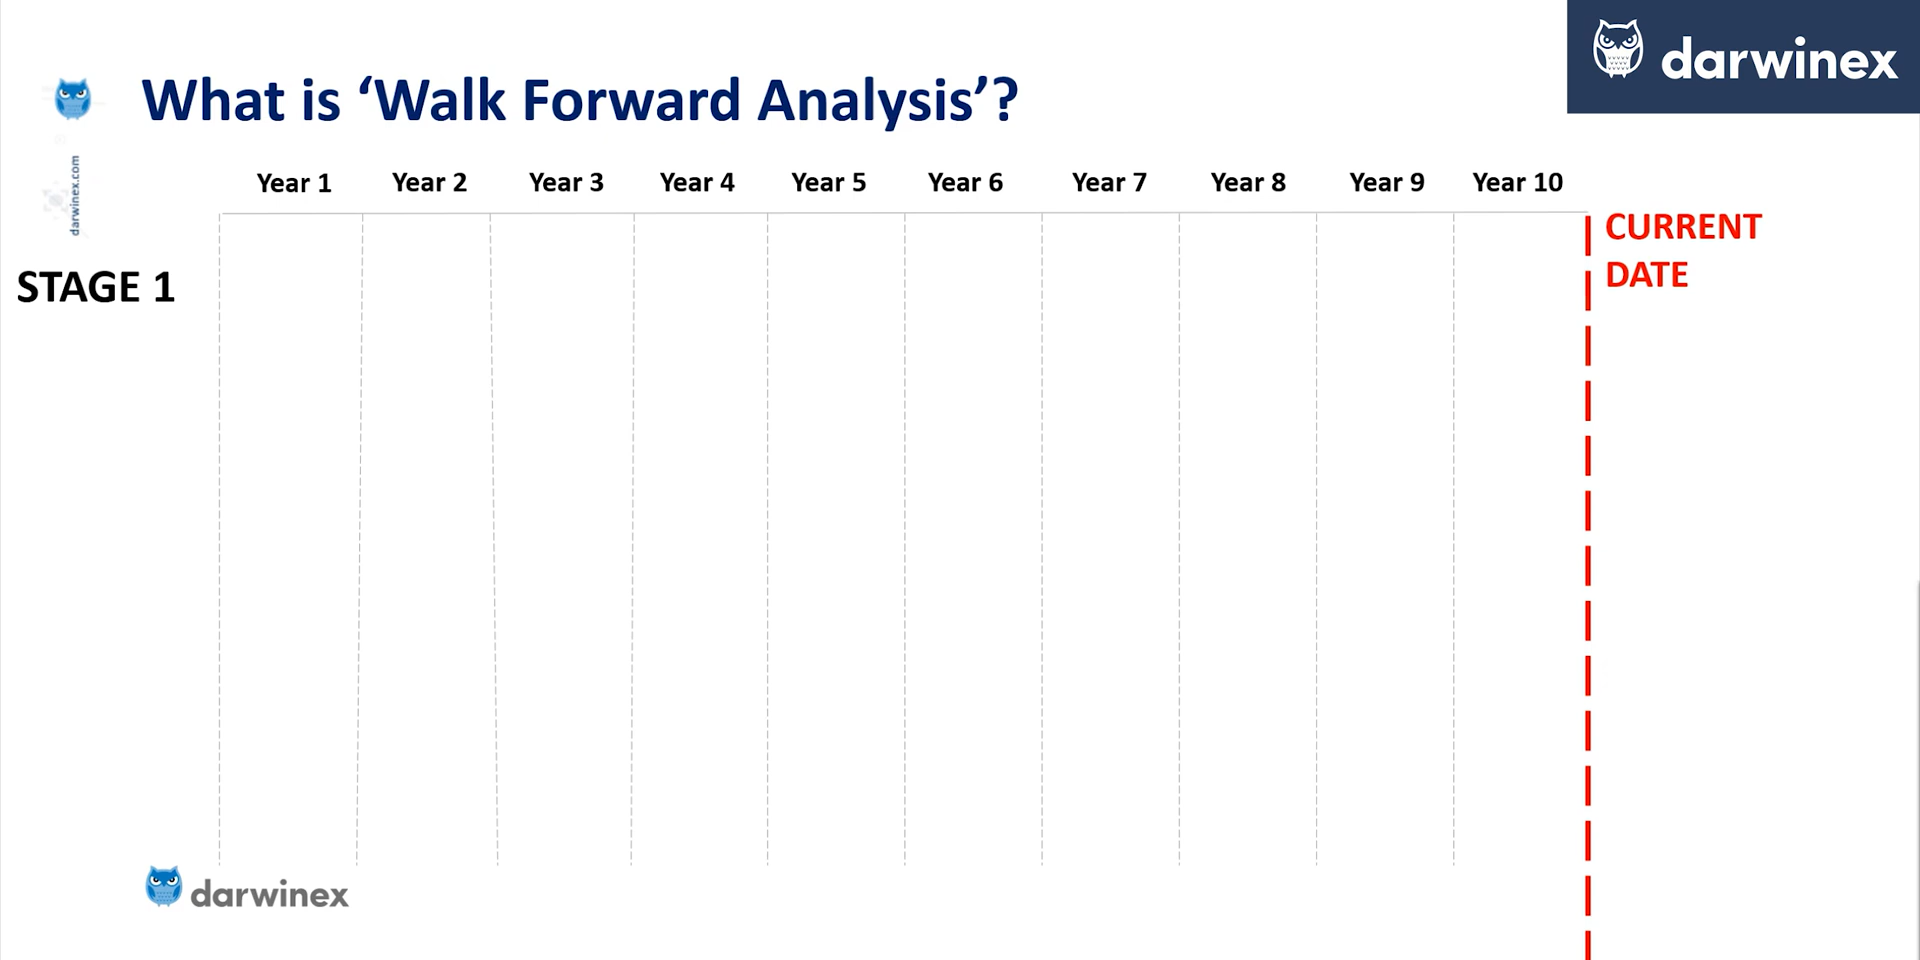 darwinex
What is ‘Walk Forward Analysis’?
darwinex.com
Year 1 Year 2 Year 3 Year 4 Year 5 Year 6 Year 7 Year 8 Year 9 Year 10
CURRENT
DATE
STAGE 1
darwinex